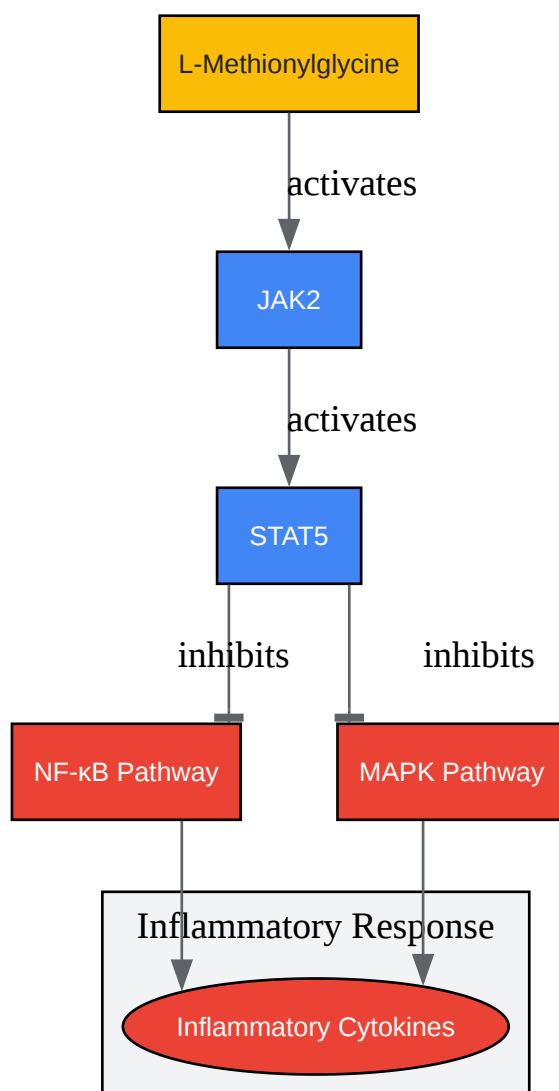 L-Methionylglycine
activates
JAK2
activates
STAT5
inhibits
inhibits
NF-κB Pathway
MAPK Pathway
Inflammatory Response
Inflammatory Cytokines